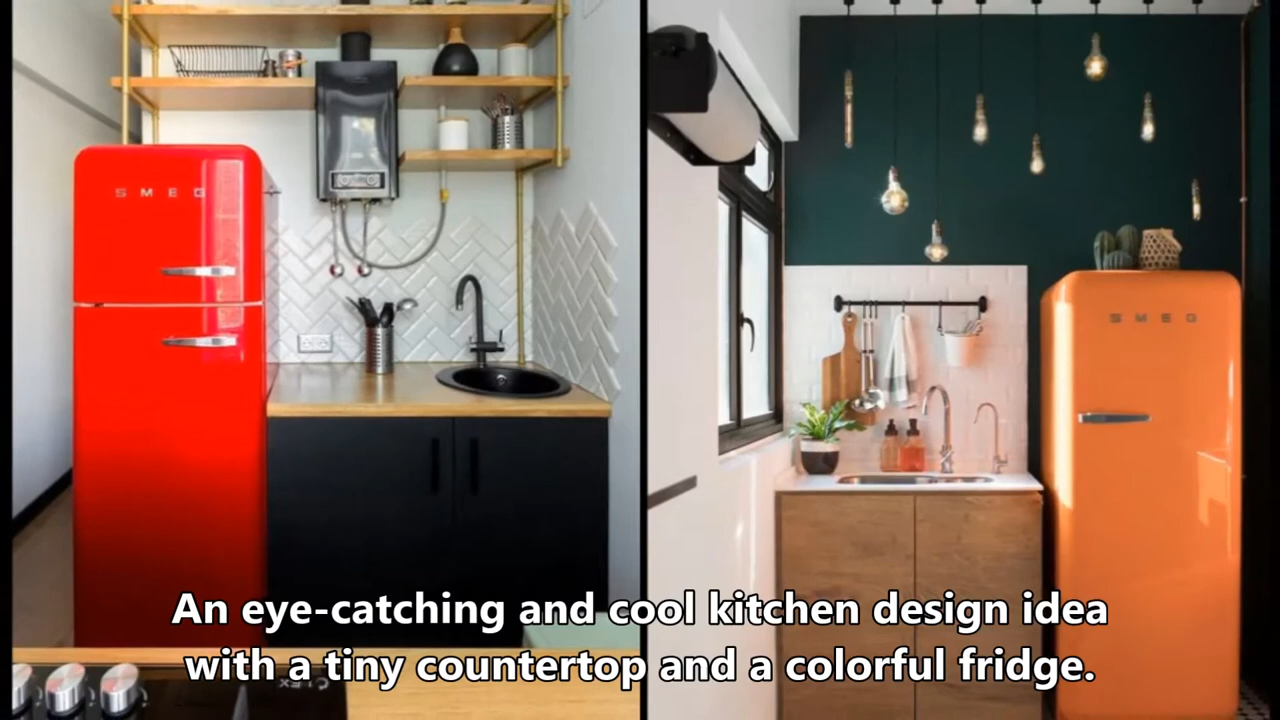 SMEG
SMEG
An eye-catching and cool kitchen design idea
with a tiny countertop and a colorful fridge.